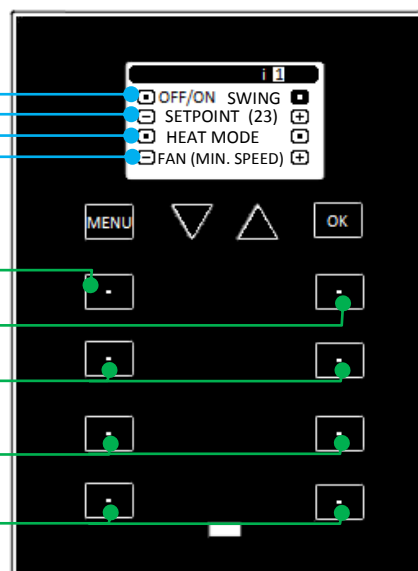 i 1
OFF/ON SWING
SETPOINT (23)
HEAT MODE
FAN (MIN. SPEED)
MENU OK